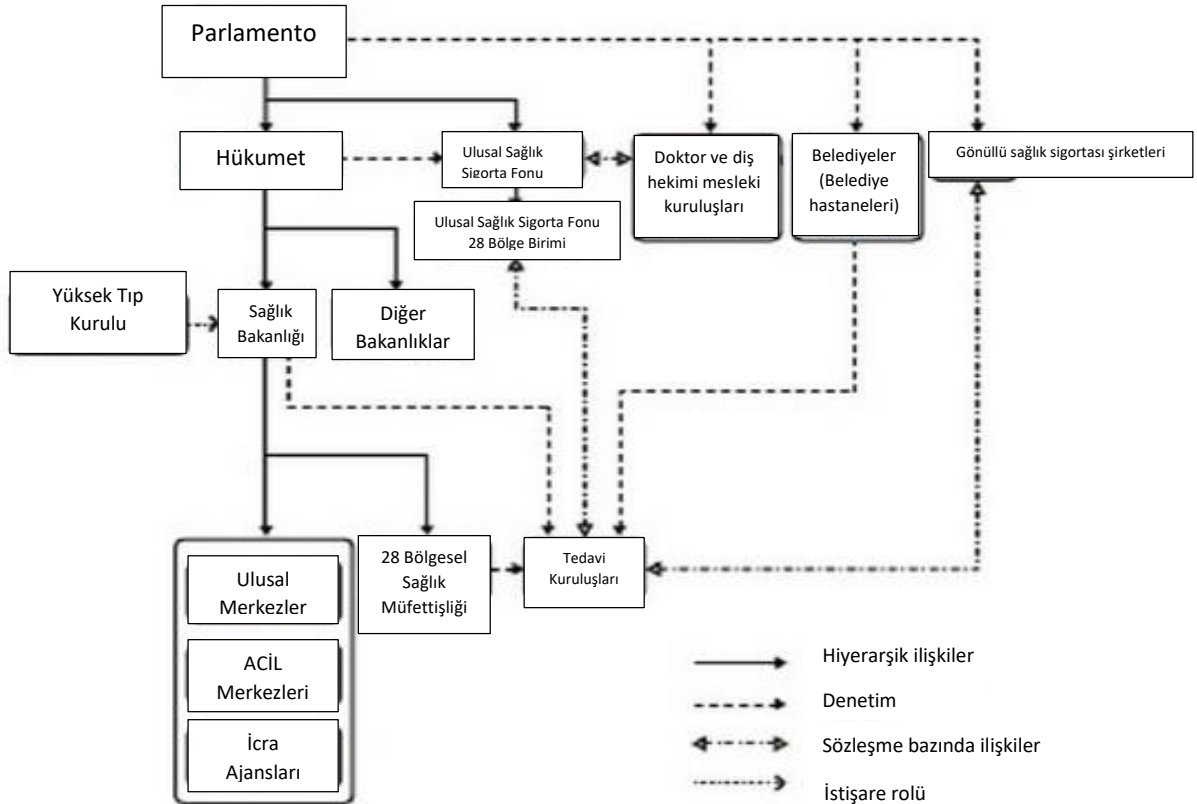 Parlamento
Hükumet
Ulusal Sağlık
Sigorta Fonu
Doktor ve diş
hekimi mesleki
kuruluşları
Belediyeler
(Belediye
hastaneleri)
Gönüllü sağlık sigortası şirketleri
Ulusal Sağlık Sigorta Fonu
28 Bölge Birimi
Yüksek Tıp
Kurulu
Sağlık
Bakanlığı
Diğer
Bakanlıklar
Ulusal
Merkezler
ACİL
Merkezleri
İcra
Ajansları
28 Bölgesel
Sağlık
Müfettişliği
Tedavi
Kuruluşları
Hiyerarşik ilişkiler
Denetim
Sözleşme bazında ilişkiler
İstişare rolü